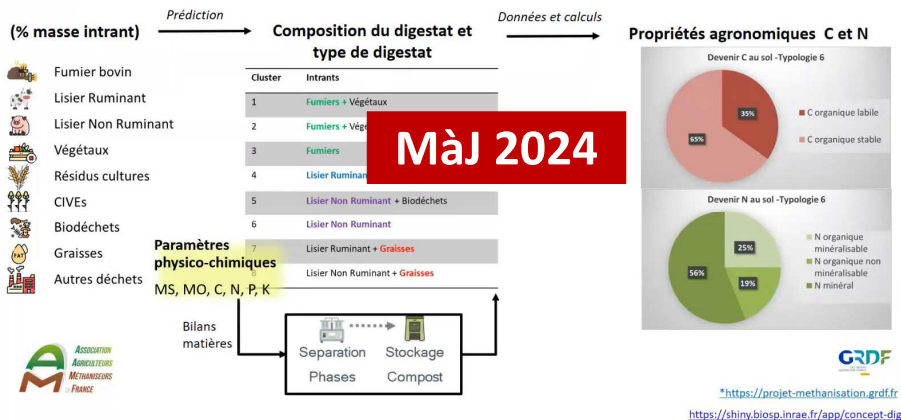 (% masse intrant)
Prédiction
Composition du digestat et
type de digestat
Données et calculs
Propriétés agronomiques C et N
Fumier bovin
Lisier Ruminant
Lisier Non Ruminant
Végétaux
Résidus cultures
CIVEs
Biodéchets
FAT
Graisses
Autres déchets
Cluster Intrants
1 Fumiers + Végétaux
2 Fumiers +
3 Fumiers
4 Lisier
5 Lisier Non Ruminant + Biodéchets
6 Lisier Non Ruminant
7 Lisier Ruminant + Graisses
Lisier Non Ruminant + Graisses
MàJ 2024
Paramètres
physico-chimiques
MS, MO, C, N, P, K
Bilans
matières
Separation Stockage
Phases Compost
Devenir C au sol -Typologie 6
35%
65%
C organique labile
C organique stable
Devenir N au sol -Typologie 6
25%
19%
56%
N organique
minéralisable
N organique non
minéralisable
N minéral
AM
ASSOCIATION
AGRICULTEURS
MÉTHANISEURS
DE FRANCE
GRDF
*https://projet-methanisation.grdf.fr
https://shiny.biosp.inrae.fr/app/concept-dig